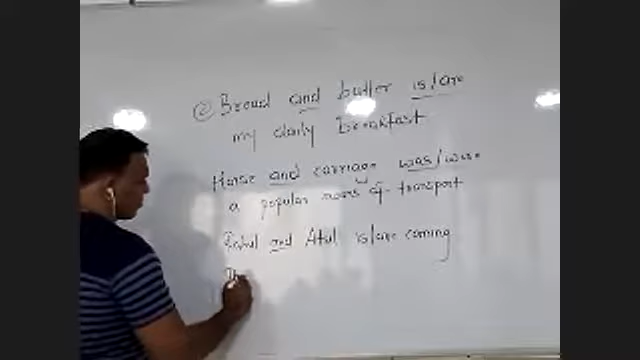 ② Bread and butter is/are
my daily breakfast
Horse and carriage was/were
a popular means of transport
Rahul and Atul is/are coming